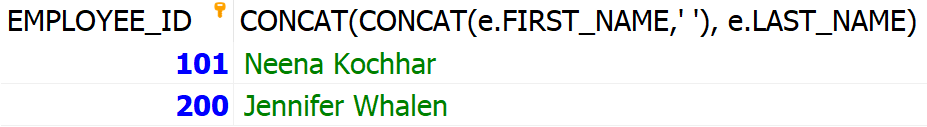 EMPLOYEE_ID CONCAT(CONCAT(e.FIRST_NAME,' '), e.LAST_NAME)
101 Neena Kochhar
200 Jennifer Whalen